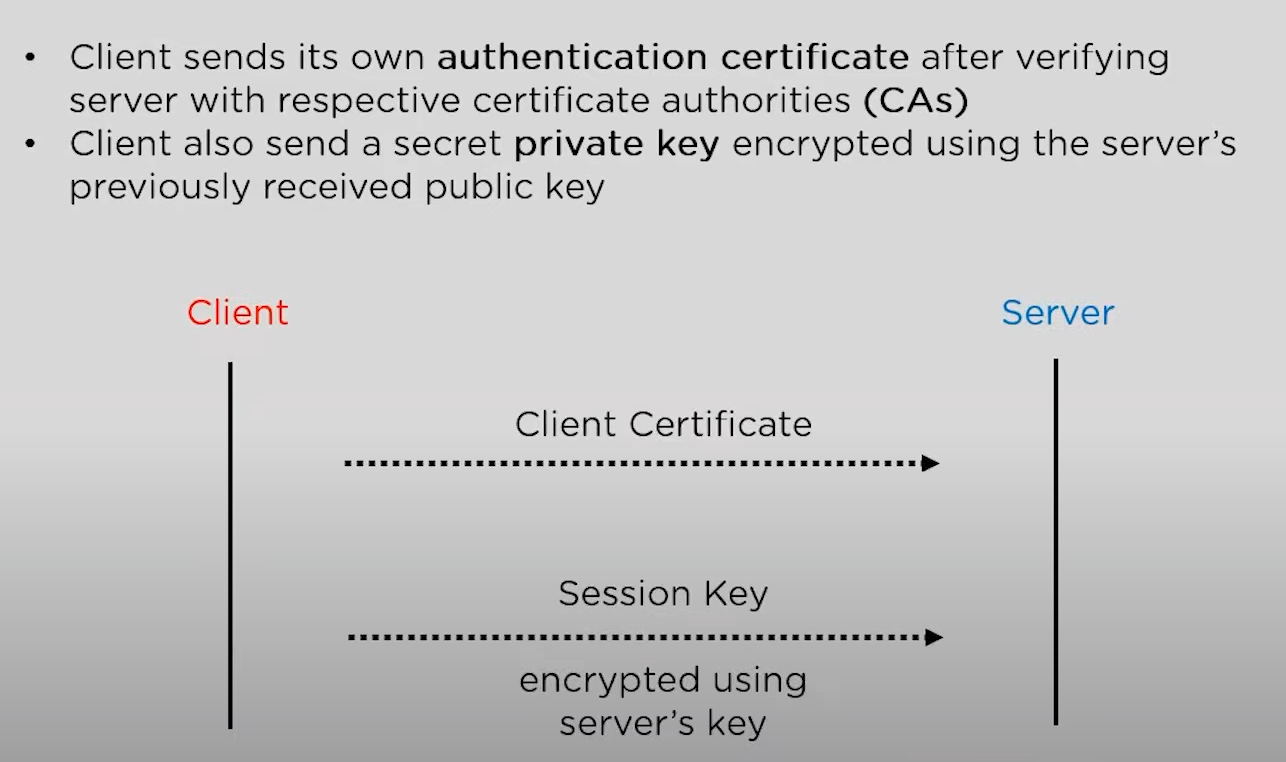 • Client sends its own authentication certificate after verifying
server with respective certificate authorities (CAs)
• Client also send a secret private key encrypted using the server’s
previously received public key
Client
Server
Client Certificate
Session Key
encrypted using
server’s key